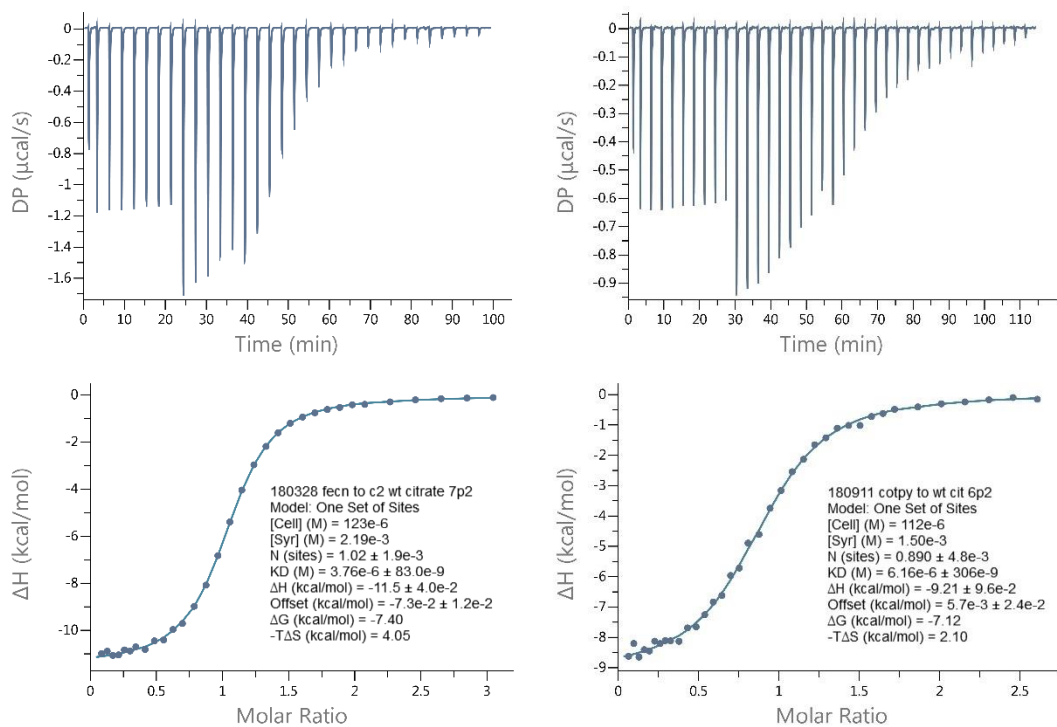 0
-0.2
-0.4
-0.6
-0.8
-1
-1.2
-1.4
-1.6
DP (µcal/s)
0 10 20 30 40 50 60 70 80 90 100
Time (min)
0
-0.1
-0.2
-0.3
-0.4
-0.5
-0.6
-0.7
-0.8
-0.9
DP (µcal/s)
0 10 20 30 40 50 60 70 80 90 100 110
Time (min)
0
-2
-4
-6
-8
-10
ΔH (kcal/mol)
180328 fecn to c2 wt citrate 7p2
Model: One Set of Sites
[Cell] (M) = 123e-6
[Syr] (M) = 2.19e-3
N (sites) = 1.02 ± 1.9e-3
KD (M) = 3.76e-6 ± 83.0e-9
ΔH (kcal/mol) = -11.5 ± 4.0e-2
Offset (kcal/mol) = -7.3e-2 ± 1.2e-2
ΔG (kcal/mol) = -7.40
-TΔS (kcal/mol) = 4.05
0 0.5 1 1.5 2 2.5 3
Molar Ratio
0
-1
-2
-3
-4
-5
-6
-7
-8
-9
ΔH (kcal/mol)
180911 cotpy to wt cit 6p2
Model: One Set of Sites
[Cell] (M) = 112e-6
[Syr] (M) = 1.50e-3
N (sites) = 0.890 ± 4.8e-3
KD (M) = 6.16e-6 ± 306e-9
ΔH (kcal/mol) = -9.21 ± 9.6e-2
Offset (kcal/mol) = 5.7e-3 ± 2.4e-2
ΔG (kcal/mol) = -7.12
-TΔS (kcal/mol) = 2.10
0 0.5 1 1.5 2 2.5
Molar Ratio